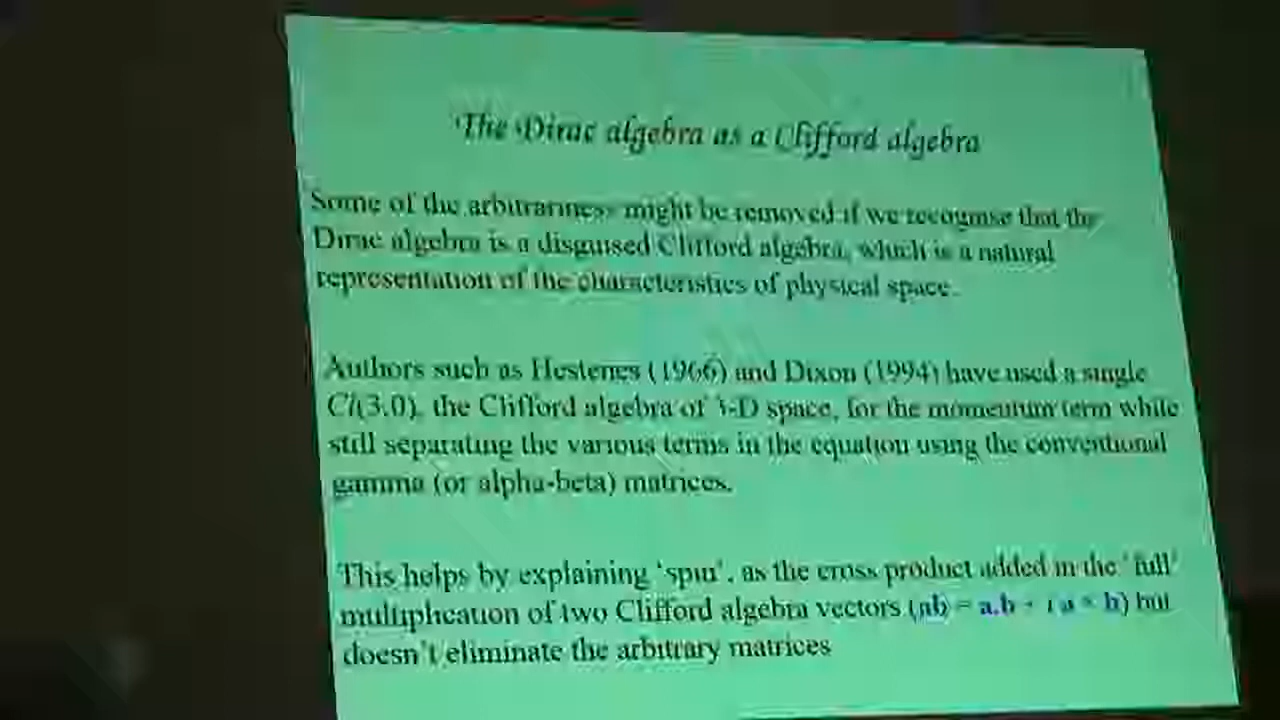 The Dirac algebra as a Clifford algebra
Some of the arbitrariness might be removed if we recognise that the
Dirac algebra is a disguised Clifford algebra, which is a natural
representation of the characteristics of physical space.
Authors such as Hestenes (1966) and Dixon (1994) have used a single
Cl(3.0), the Clifford algebra of 3-D space, for the momentum term while
still separating the various terms in the equation using the conventional
gamma (or alpha-beta) matrices.
This helps by explaining 'spin', as the cross product added in the 'full'
multiplication of two Clifford algebra vectors (ab = a.b + i a × b) but
doesn't eliminate the arbitrary matrices